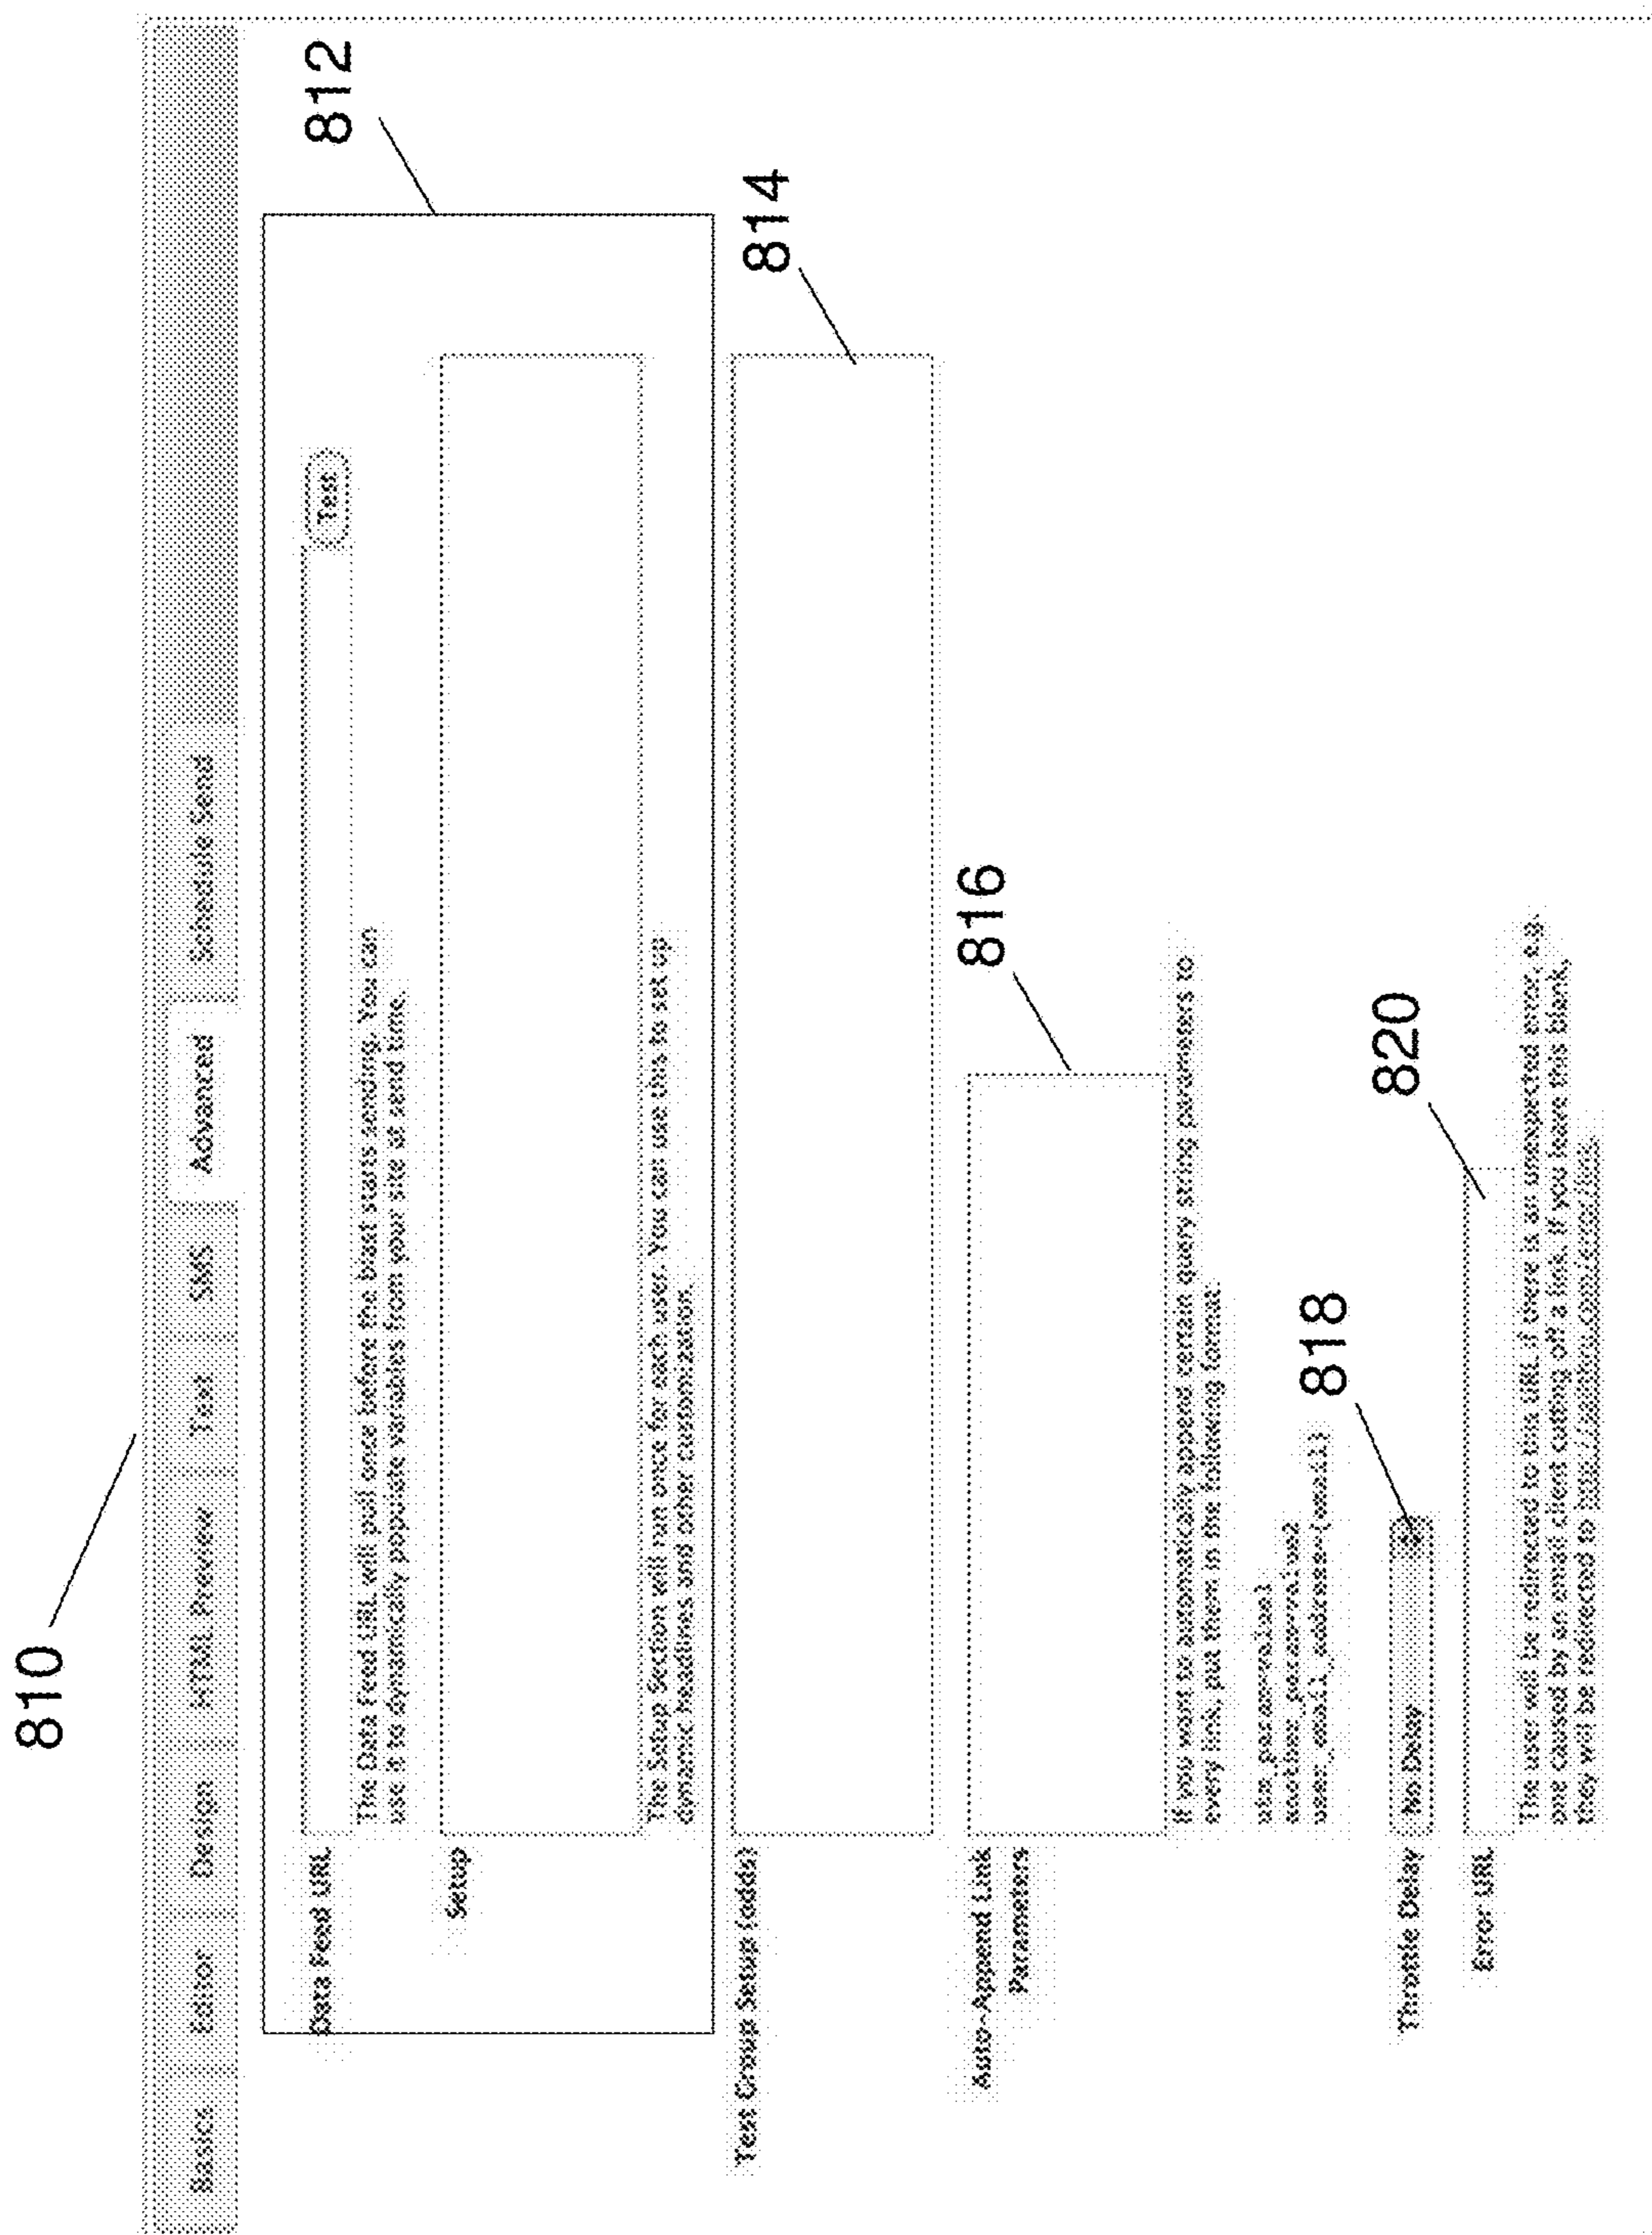 810
Basics Editor Design HTML Preview Text SMS Advanced Schedule Send
812
Data Feed URL Test
The Data Feed URL will pull once before the blast starts sending. You can
use it to dynamically populate variables from your site at send time.
Setup
The Setup Section will run once for each user. You can use this to set up
dynamic headlines and other customization.
814
Test Group Setup (adds)
816
Auto-Append Link
Parameters
If you want to automatically append certain query string parameters to
every link, put them in the following format:
another_param=val2
user_email_address={email}
818
Throttle Delay No Delay
820
Error URL
The user will be redirected to this URL if there is an unexpected error, e.g.
one caused by an email client cutting off a link. If you leave this blank,
they will be redirected to